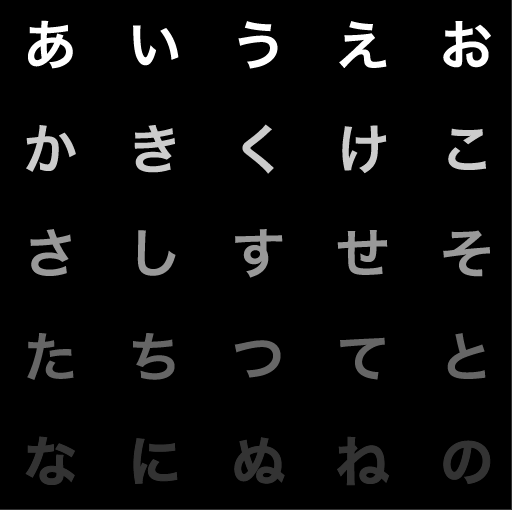 あ い う え お
か き く け こ
さ し す せ そ
た ち つ て と
な に ぬ ね の